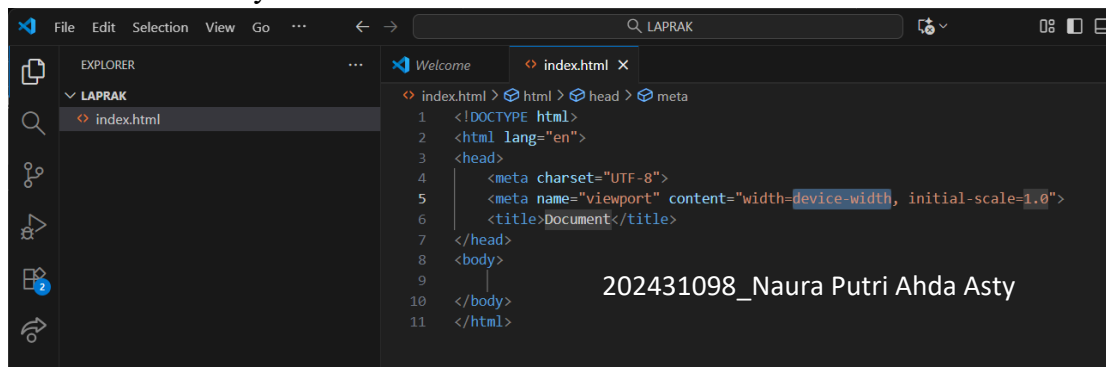 File Edit Selection View Go ··· LAPRAK
EXPLORER ···
LAPRAK
index.html
2
Welcome
index.html
index.html > html > head > meta
1 <!DOCTYPE html>
2 <html lang="en">
3 <head>
4 <meta charset="UTF-8">
5 <meta name="viewport" content="width=device-width, initial-scale=1.0">
6 <title>Document</title>
7 </head>
8 <body>
9
10 </body>
11 </html>
202431098_Naura Putri Ahda Asty